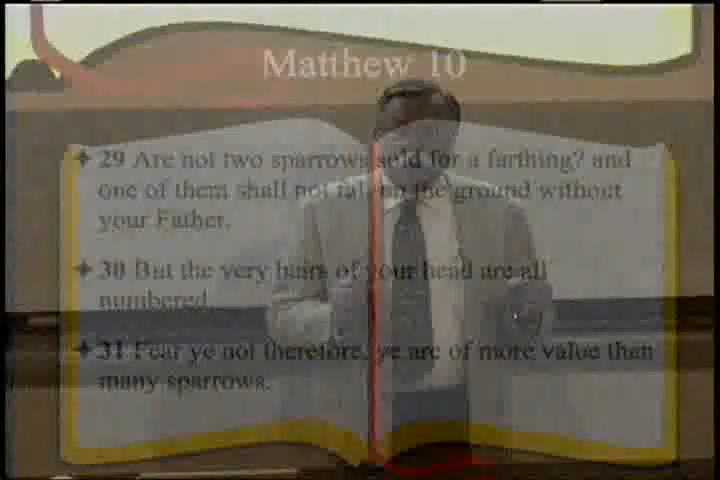 Matthew 10
29 Are not two sparrows sold for a farthing? and
one of them shall not fall on the ground without
your Father.
30 But the very hairs of your head are all
numbered.
31 Fear ye not therefore, ye are of more value than
many sparrows.